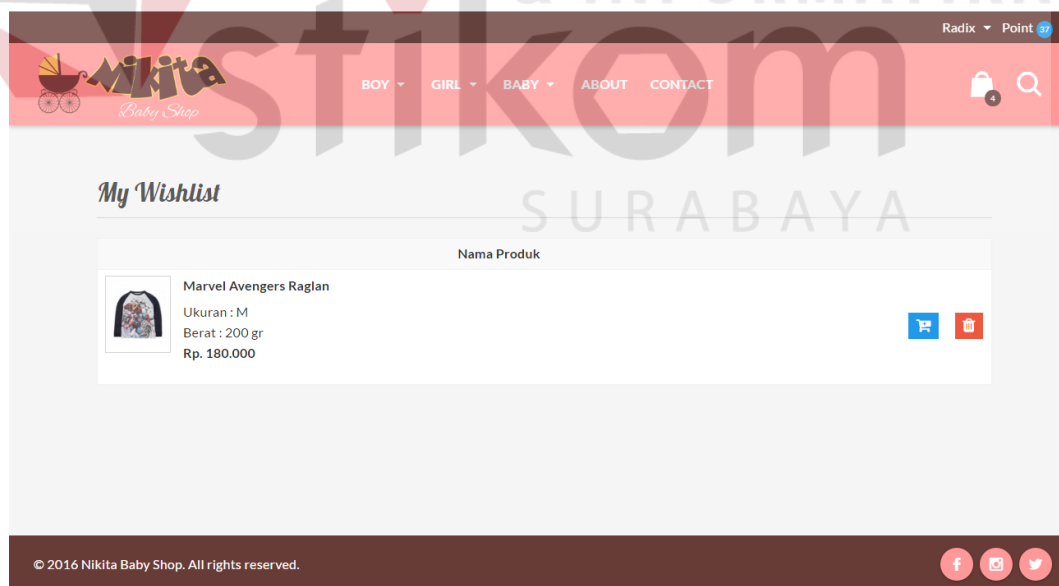 Radix Point 37
Nikita
Baby Shop
BOY GIRL BABY ABOUT CONTACT
4
stikom
SURABAYA
My Wishlist
Nama Produk
Marvel Avengers Raglan
Ukuran : M
Berat : 200 gr
Rp. 180.000
© 2016 Nikita Baby Shop. All rights reserved.